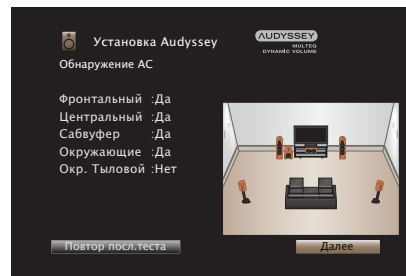 Установка Audyssey
AUDYSSEY
MULTEQ
DYNAMIC VOLUME
Обнаружение АС
Фронтальный :Да
Центральный :Да
Сабвуфер :Да
Окружающие :Да
Окр. Тыловой :Нет
Повтор посл.теста
Далее